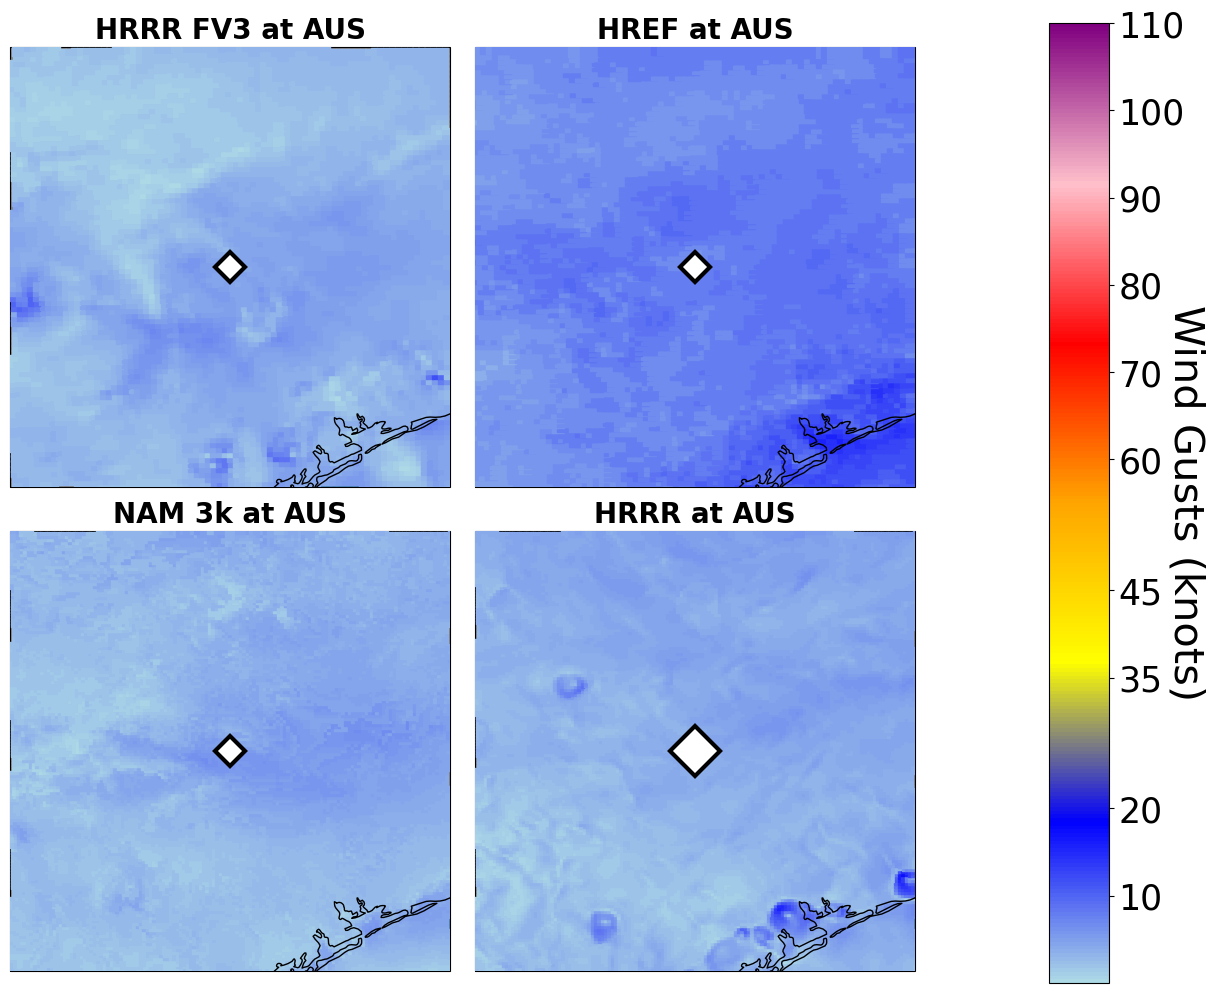 HRRR FV3 at AUS
HREF at AUS
NAM 3k at AUS
HRRR at AUS
110
100
90
80
70
60
45
35
20
10
Wind Gusts (knots)